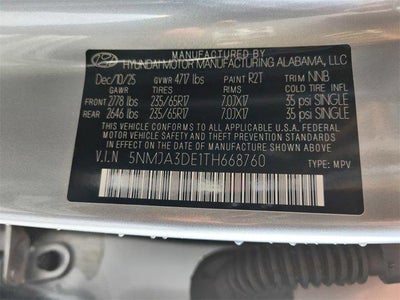 MANUFACTURED BY
HYUNDAI MOTOR MANUFACTURING ALABAMA, LLC
Dec/10/25 GVWR 4717 lbs PAINT R2T TRIM NNB
GAWR TIRES RIMS COLD TIRE INFL
FRONT 2778 lbs 235/65R17 7.0JX17 35 psi SINGLE
REAR 2646 lbs 235/65R17 7.0JX17 35 psi SINGLE
THIS VEHICLE CONFORMS TO ALL APPLICABLE U.S. FEDERAL MOTOR
VEHICLE SAFETY AND THEFT PREVENTION STANDARDS IN
EFFECT ON THE DATE OF MANUFACTURE SHOWN ABOVE.
V.I.N 5NMJA3DE1TH668760 TYPE: MPV